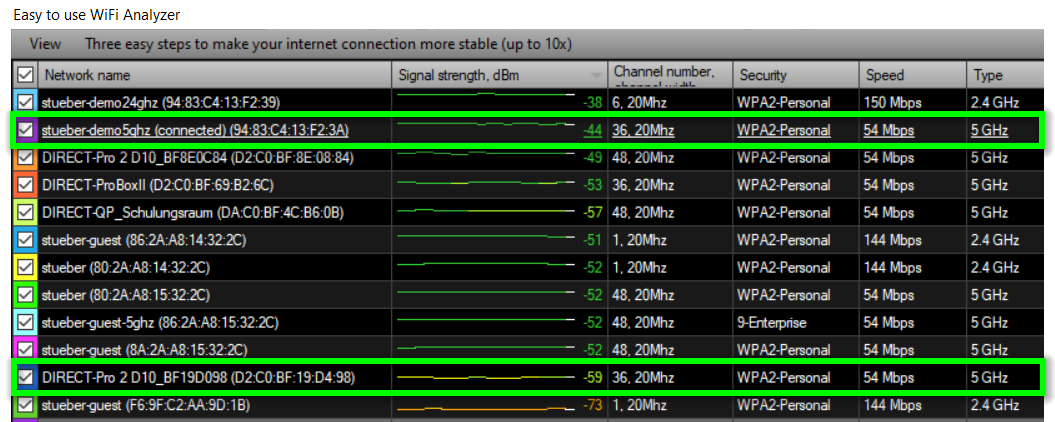 Easy to use WiFi Analyzer
View Three easy steps to make your internet connection more stable (up to 10x)
Network name Signal strength, dBm Channel number, channel width Security Speed Type
stueber-demo24ghz (94:83:C4:13:F2:39) -38 6, 20Mhz WPA2-Personal 150 Mbps 2.4 GHz
stueber-demo5ghz (connected) (94:83:C4:13:F2:3A) -44 36, 20Mhz WPA2-Personal 54 Mbps 5 GHz
DIRECT-Pro 2 D10_BF8E0C84 (D2:C0:BF:8E:08:84) -49 48, 20Mhz WPA2-Personal 54 Mbps 5 GHz
DIRECT-ProBoxII (D2:C0:BF:69:B2:6C) -53 36, 20Mhz WPA2-Personal 54 Mbps 5 GHz
DIRECT-QP_Schulungsraum (DA:C0:BF:4C:B6:0B) -57 48, 20Mhz WPA2-Personal 54 Mbps 5 GHz
stueber-guest (86:2A:A8:14:32:2C) -51 1, 20Mhz WPA2-Personal 144 Mbps 2.4 GHz
stueber (80:2A:A8:14:32:2C) -52 1, 20Mhz WPA2-Personal 144 Mbps 2.4 GHz
stueber (80:2A:A8:15:32:2C) -52 48, 20Mhz WPA2-Personal 54 Mbps 5 GHz
stueber-guest-5ghz (86:2A:A8:15:32:2C) -52 48, 20Mhz 9-Enterprise 54 Mbps 5 GHz
stueber-guest (8A:2A:A8:15:32:2C) -52 48, 20Mhz WPA2-Personal 54 Mbps 5 GHz
DIRECT-Pro 2 D10_BF19D098 (D2:C0:BF:19:D4:98) -59 36, 20Mhz WPA2-Personal 54 Mbps 5 GHz
stueber-guest (F6:9F:C2:AA:9D:1B) -73 1, 20Mhz WPA2-Personal 144 Mbps 2.4 GHz